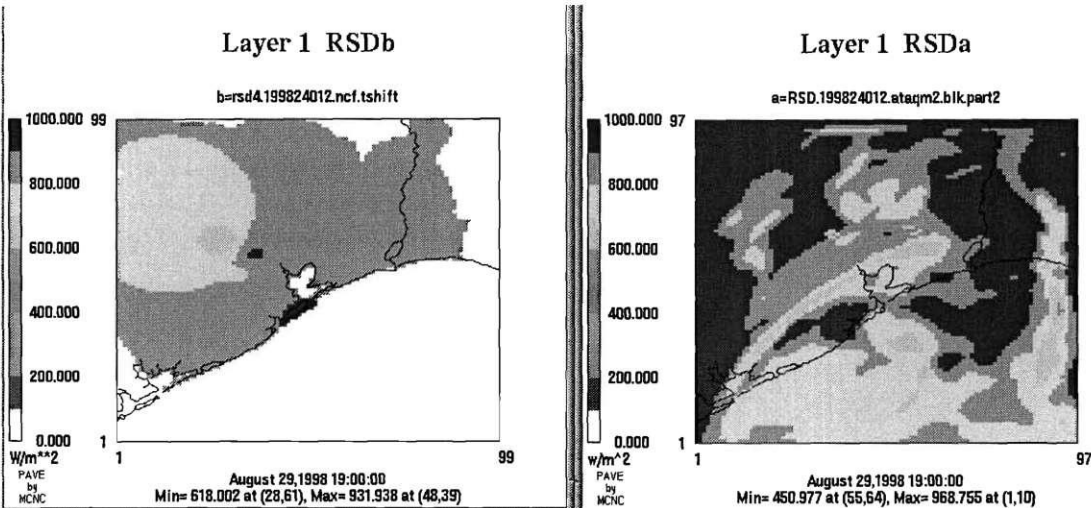 Layer 1 RSDb
b=rsd4.199824012.ncf.tshift
1000.000
800.000
600.000
400.000
200.000
0.000
W/m**2
PAVE
by
MCNC
99
1
1
99
August 29,1998 19:00:00
Min= 618.002 at (28,61), Max= 931.938 at (48,39)
Layer 1 RSDa
a=RSD.199824012.ataqm2.blk.part2
1000.000
800.000
600.000
400.000
200.000
0.000
W/m^2
PAVE
by
MCNC
97
1
1
97
August 29,1998 19:00:00
Min= 450.977 at (55,64), Max= 968.755 at (1,10)